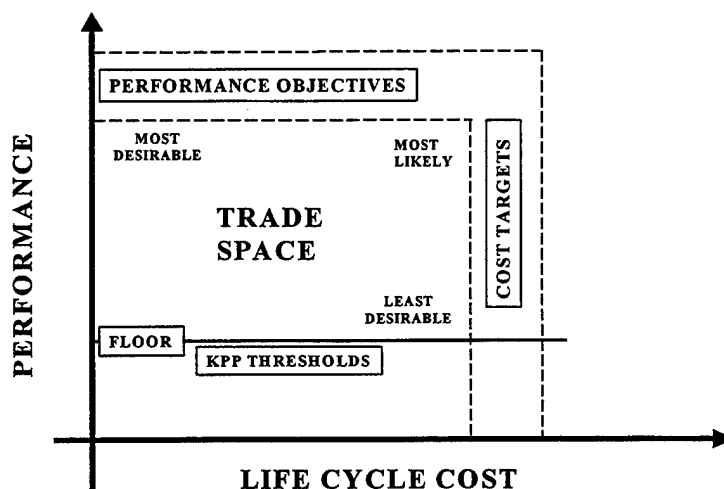 PERFORMANCE OBJECTIVES
MOST
DESIRABLE
MOST
LIKELY
COST TARGETS
TRADE
SPACE
PERFORMANCE
LEAST
DESIRABLE
FLOOR
KPP THRESHOLDS
LIFE CYCLE COST